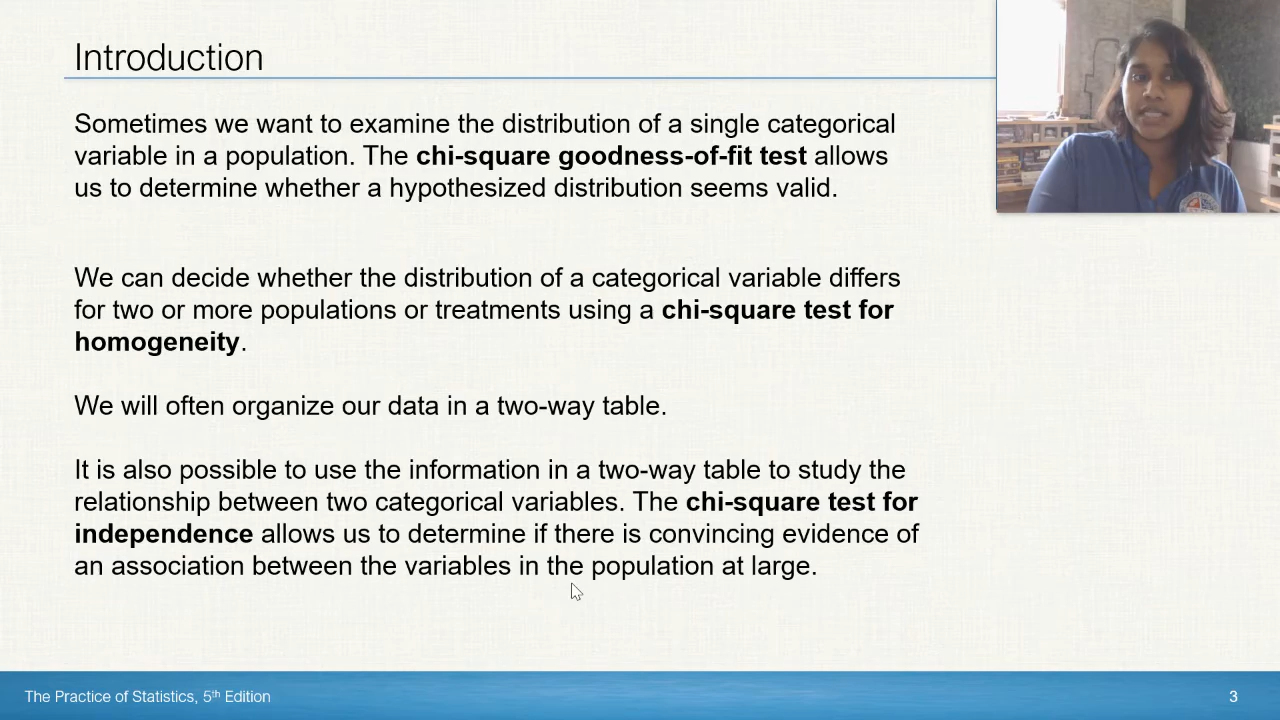 Introduction
Sometimes we want to examine the distribution of a single categorical
variable in a population. The chi-square goodness-of-fit test allows
us to determine whether a hypothesized distribution seems valid.
We can decide whether the distribution of a categorical variable differs
for two or more populations or treatments using a chi-square test for
homogeneity.
We will often organize our data in a two-way table.
It is also possible to use the information in a two-way table to study the
relationship between two categorical variables. The chi-square test for
independence allows us to determine if there is convincing evidence of
an association between the variables in the population at large.
The Practice of Statistics, 5th Edition
3